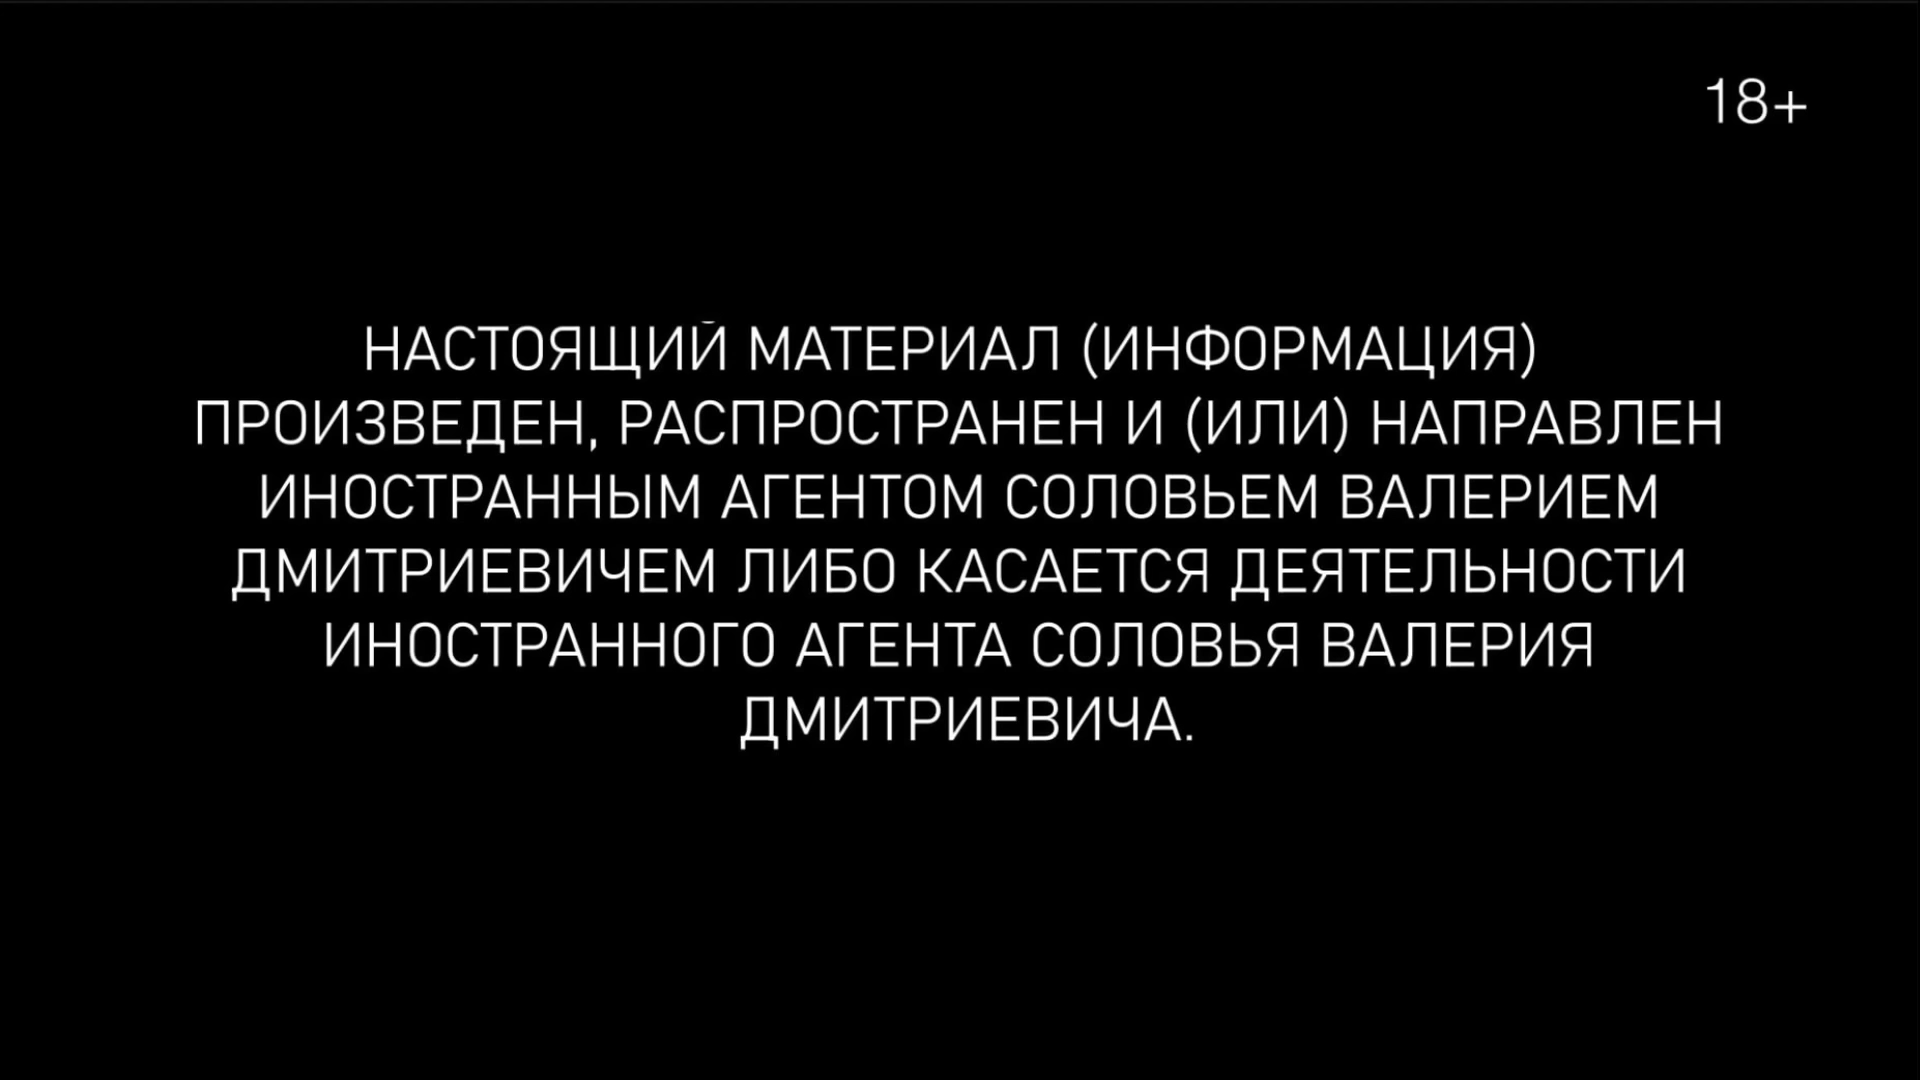 18+
НАСТОЯЩИЙ МАТЕРИАЛ (ИНФОРМАЦИЯ)
ПРОИЗВЕДЕН, РАСПРОСТРАНЕН И (ИЛИ) НАПРАВЛЕН
ИНОСТРАННЫМ АГЕНТОМ СОЛОВЬЕМ ВАЛЕРИЕМ
ДМИТРИЕВИЧЕМ ЛИБО КАСАЕТСЯ ДЕЯТЕЛЬНОСТИ
ИНОСТРАННОГО АГЕНТА СОЛОВЬЯ ВАЛЕРИЯ
ДМИТРИЕВИЧА.